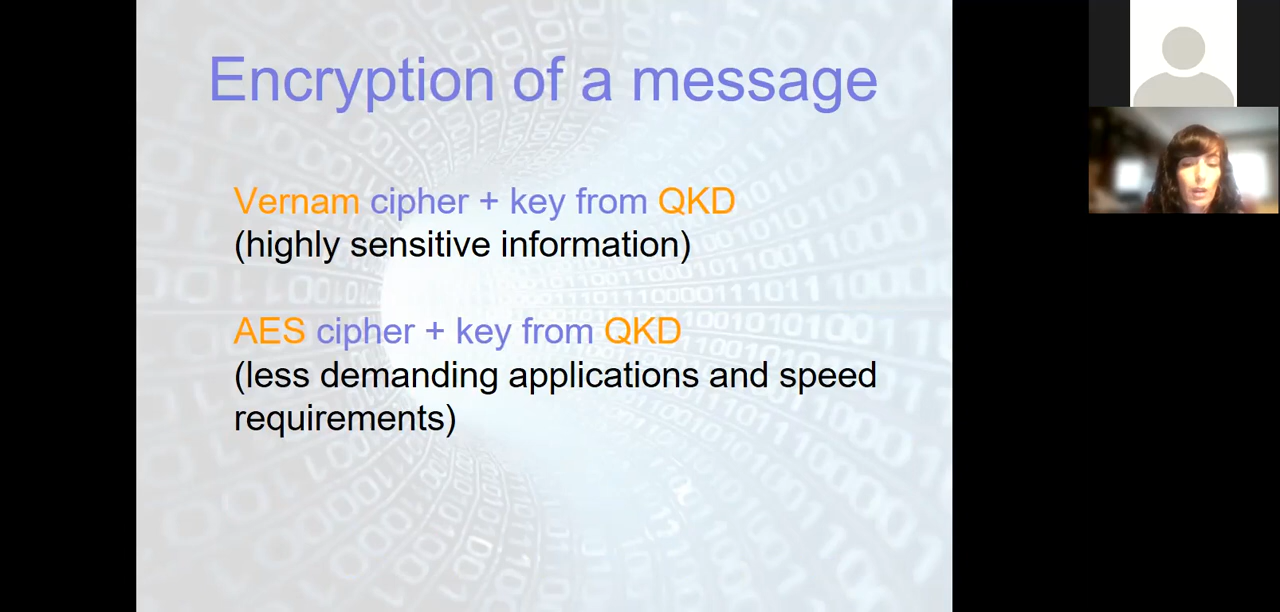 Encryption of a message
Vernam cipher + key from QKD
(highly sensitive information)
AES cipher + key from QKD
(less demanding applications and speed
requirements)